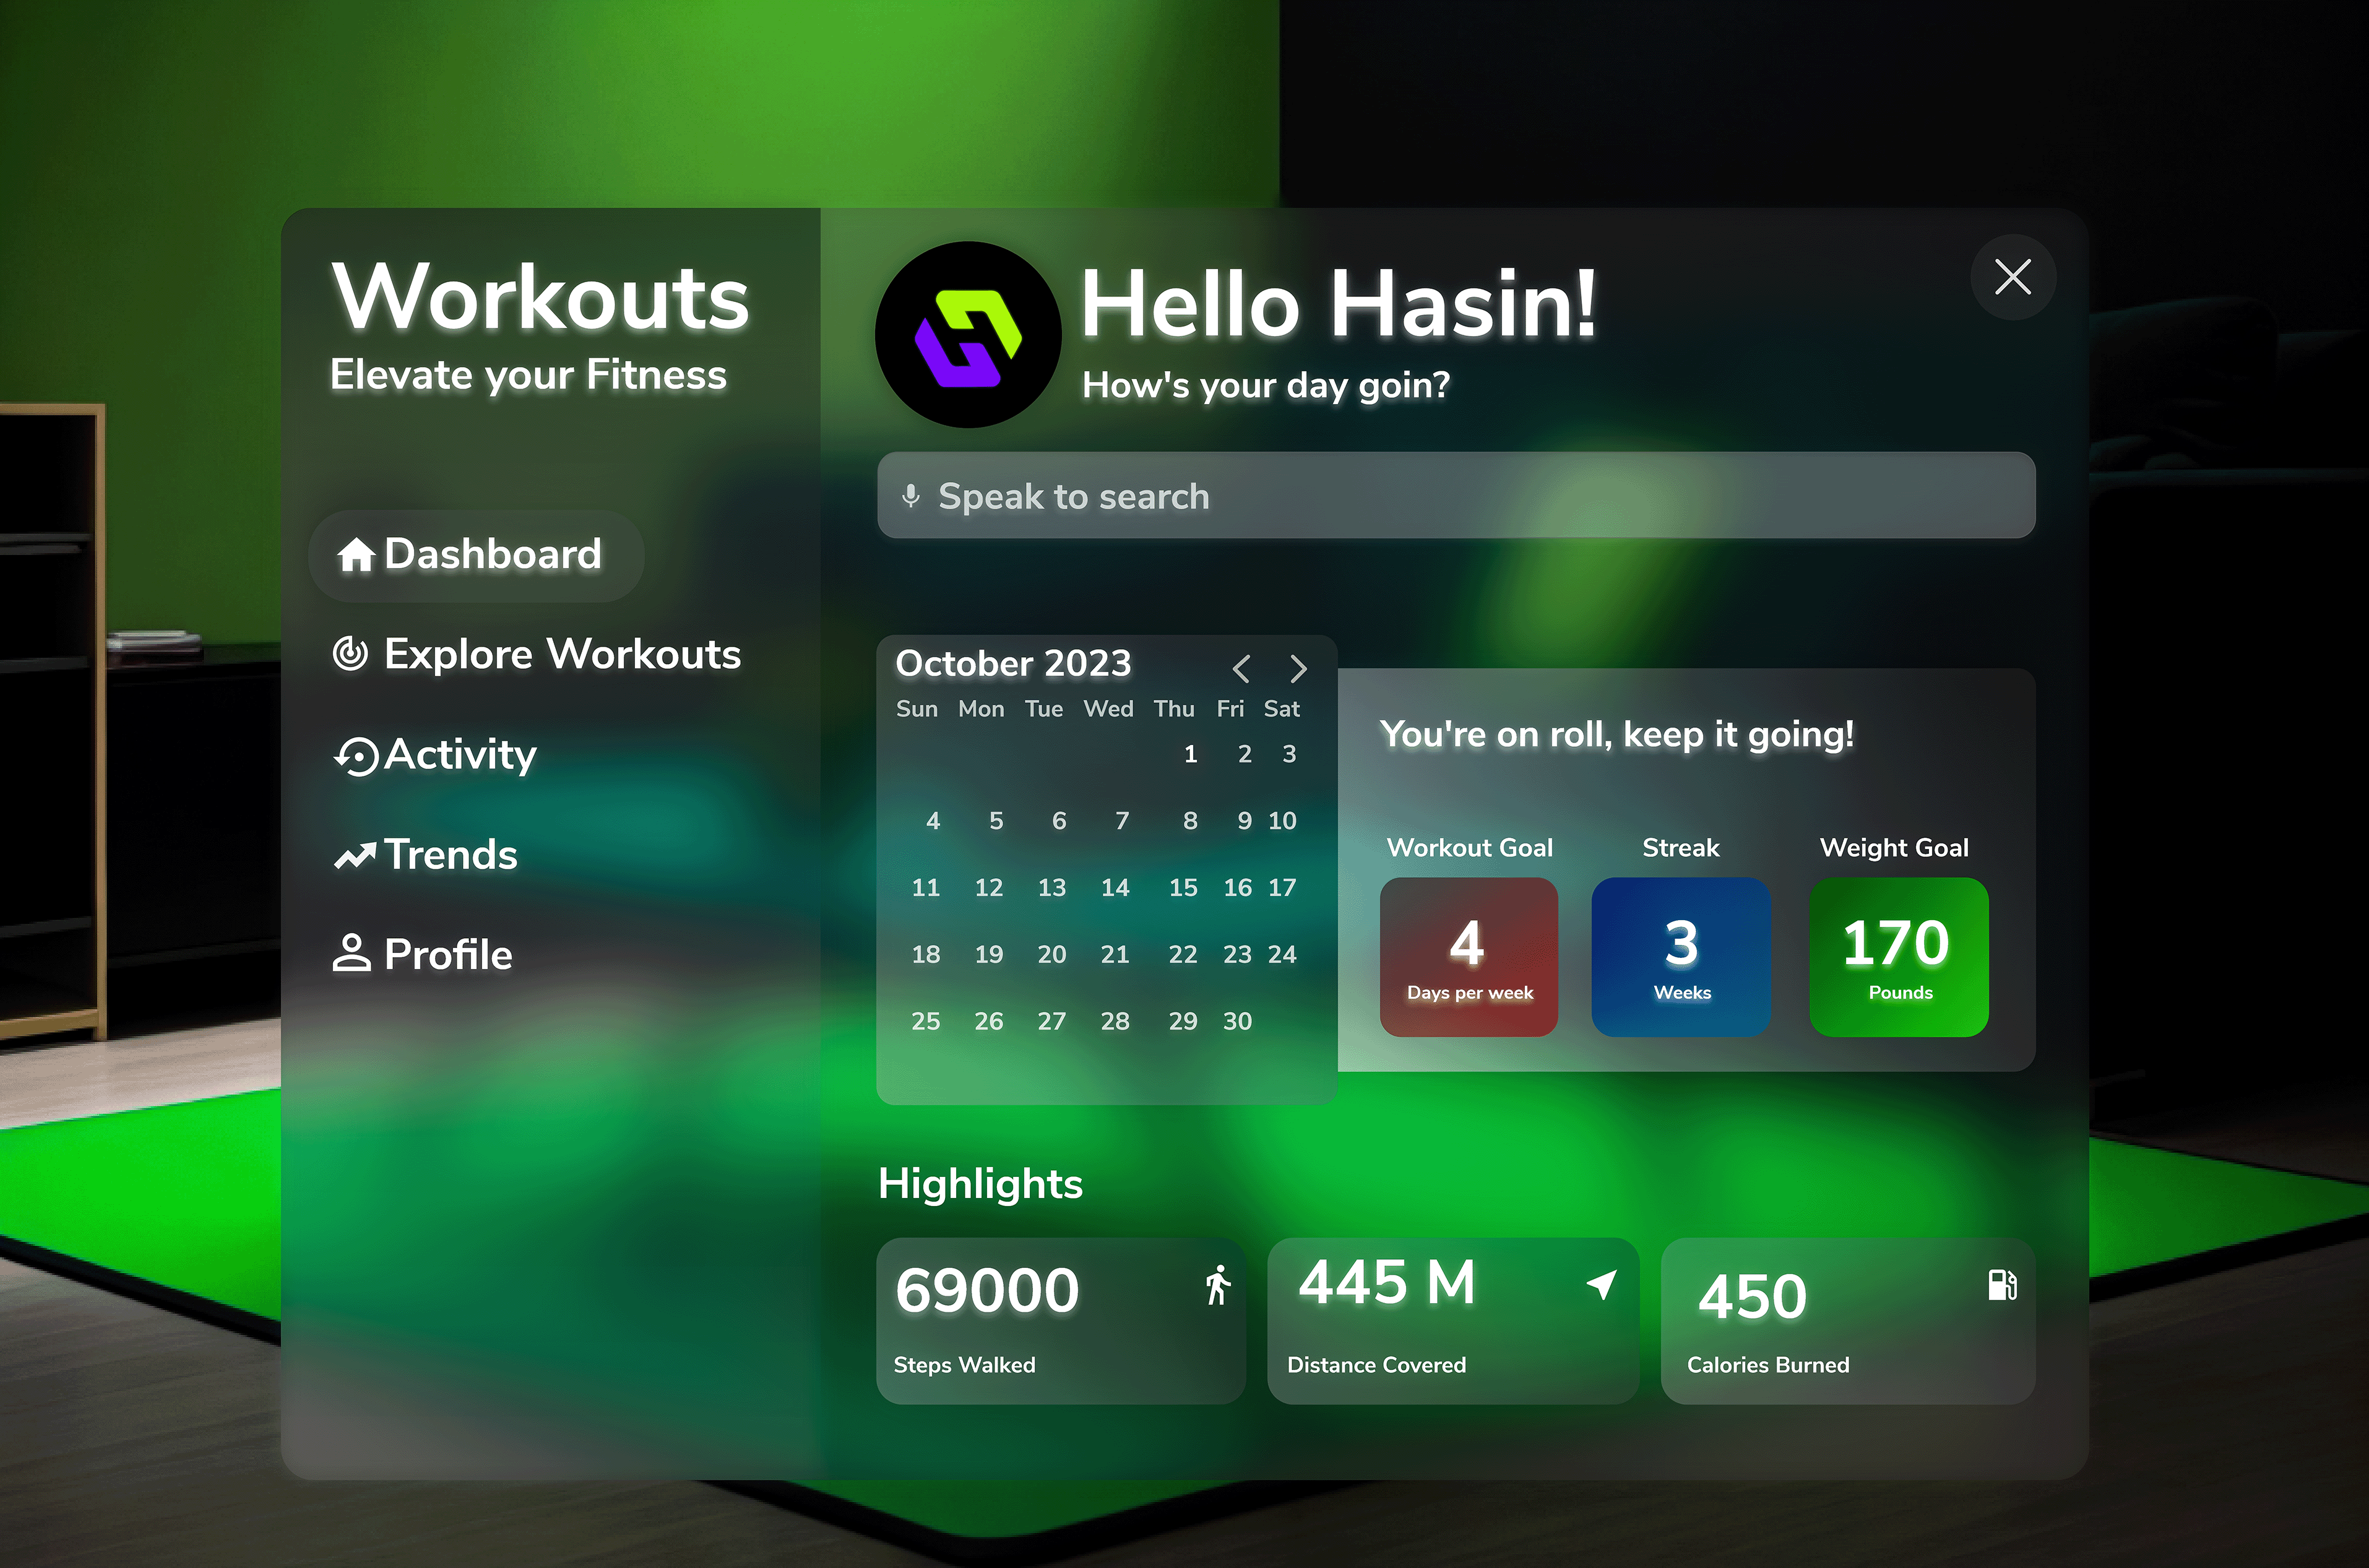 Workouts
Elevate your Fitness
Dashboard
Explore Workouts
Activity
Trends
Profile
Hello Hasin!
How's your day goin?
Speak to search
October 2023
Sun Mon Tue Wed Thu Fri Sat
1 2 3
4 5 6 7 8 9 10
11 12 13 14 15 16 17
18 19 20 21 22 23 24
25 26 27 28 29 30
You're on roll, keep it going!
Workout Goal Streak Weight Goal
4 3 170
Days per week Weeks Pounds
Highlights
69000 445 M 450
Steps Walked Distance Covered Calories Burned